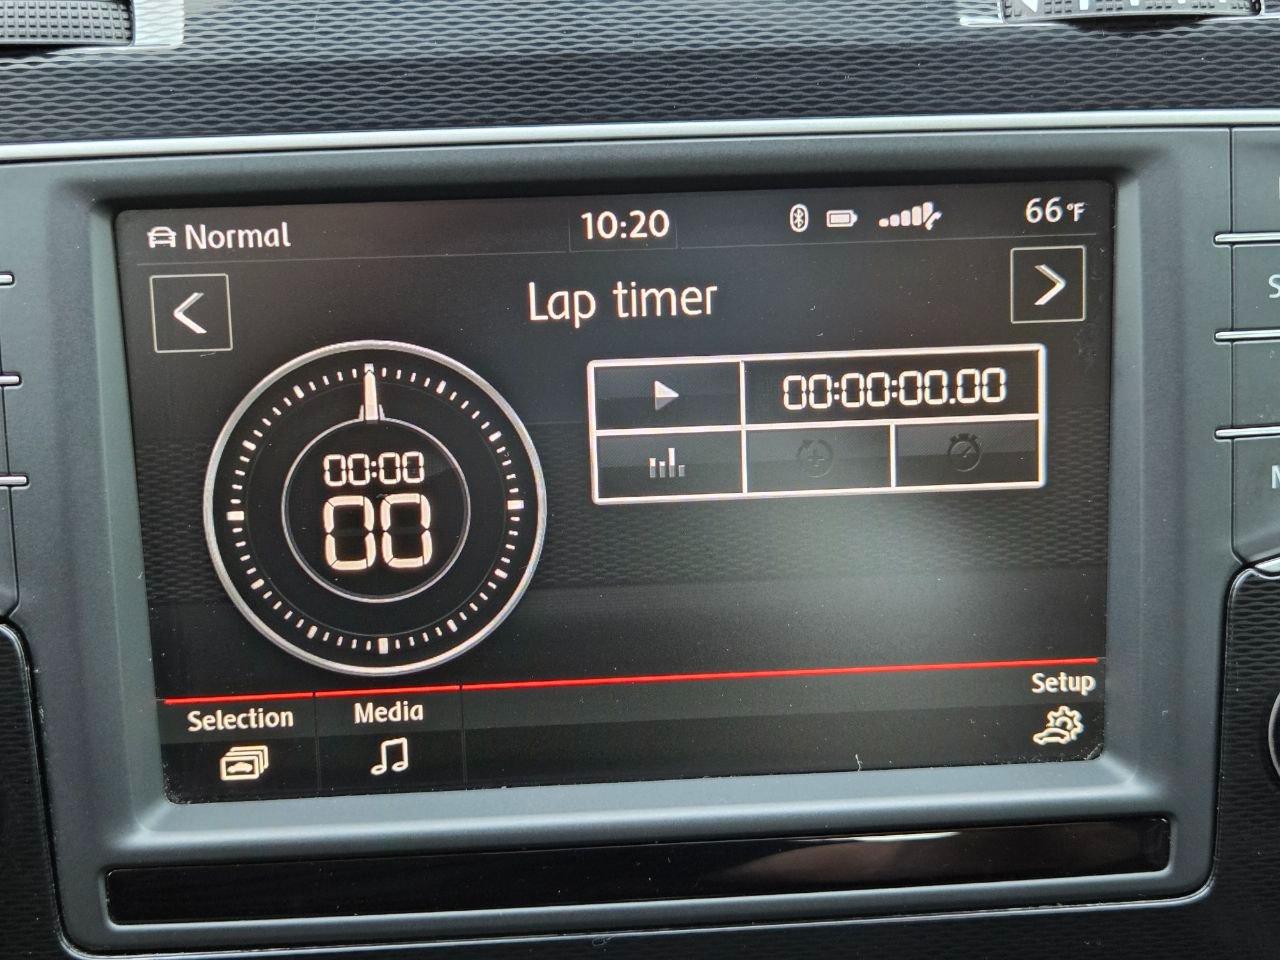 Normal
10:20
66°F
Lap timer
00:00:00.00
00:00
00
Selection
Media
Setup